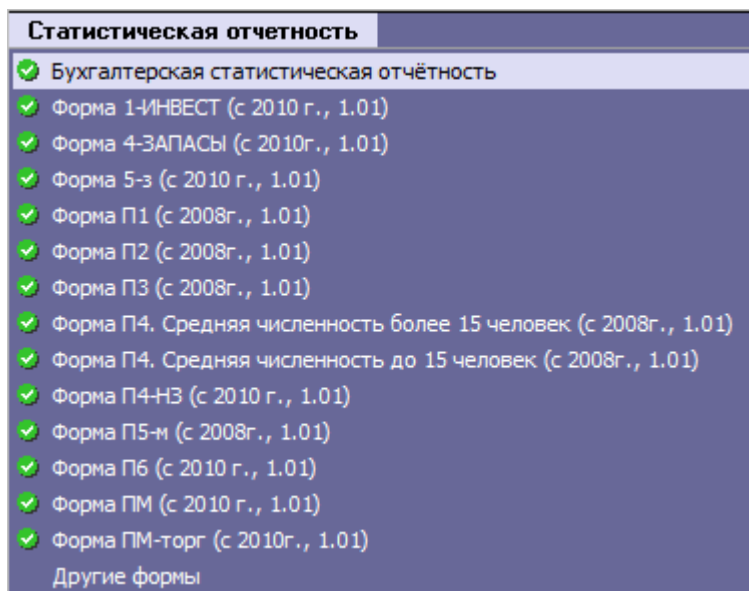 Статистическая отчетность
Бухгалтерская статистическая отчётность
Форма 1-ИНВЕСТ (с 2010 г., 1.01)
Форма 4-ЗАПАСЫ (с 2010г., 1.01)
Форма 5-з (с 2010 г., 1.01)
Форма П1 (с 2008г., 1.01)
Форма П2 (с 2008г., 1.01)
Форма П3 (с 2008г., 1.01)
Форма П4. Средняя численность более 15 человек (с 2008г., 1.01)
Форма П4. Средняя численность до 15 человек (с 2008г., 1.01)
Форма П4-НЗ (с 2010 г., 1.01)
Форма П5-м (с 2008г., 1.01)
Форма П6 (с 2010 г., 1.01)
Форма ПМ (с 2010 г., 1.01)
Форма ПМ-торг (с 2010г., 1.01)
Другие формы